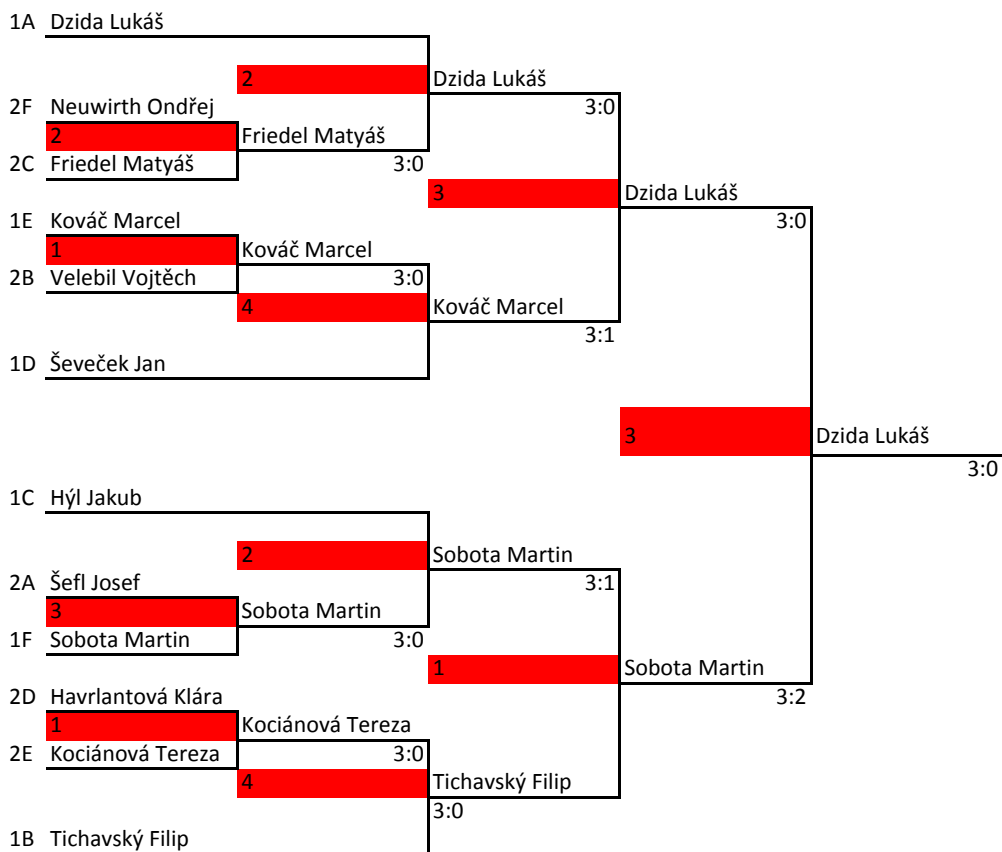 1A Dzida Lukáš
2 Dzida Lukáš
2F Neuwirth Ondřej 3:0
2 Friedel Matyáš
2C Friedel Matyáš 3:0
3 Dzida Lukáš
1E Kováč Marcel 3:0
1 Kováč Marcel
2B Velebil Vojtěch 3:0
4 Kováč Marcel
3:1
1D Ševeček Jan
3 Dzida Lukáš
3:0
1C Hýl Jakub
2 Sobota Martin
2A Šefl Josef 3:1
3 Sobota Martin
1F Sobota Martin 3:0
1 Sobota Martin
2D Havrlantová Klára 3:2
1 Kociánová Tereza
2E Kociánová Tereza 3:0
4 Tichavský Filip
3:0
1B Tichavský Filip